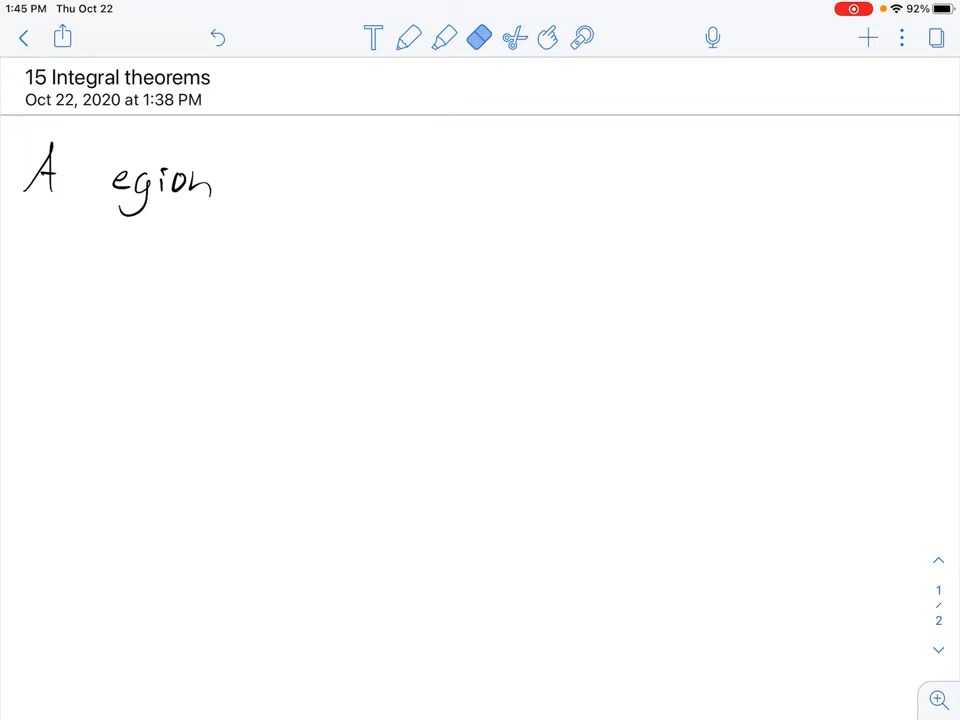 1:45 PM Thu Oct 22
92%
T
15 Integral theorems
Oct 22, 2020 at 1:38 PM
A egion
1
/
2